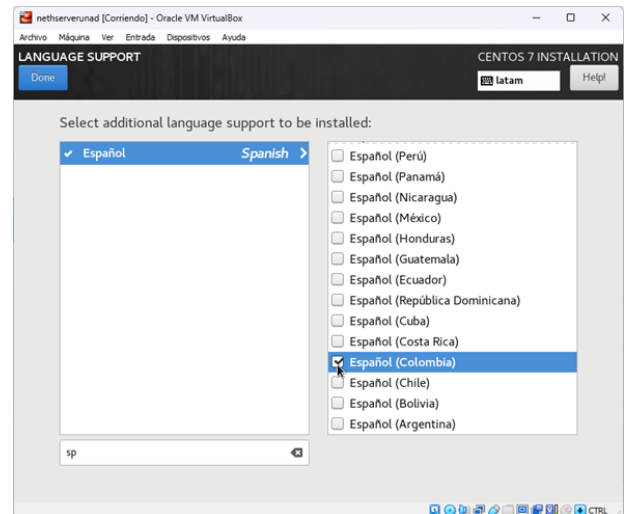 nethserverunad [Corriendo] - Oracle VM VirtualBox
Archivo Máquina Ver Entrada Dispositivos Ayuda
LANGUAGE SUPPORT
CENTOS 7 INSTALLATION
Done
latam
Help!
Select additional language support to be installed:
Español Spanish
Español (Perú)
Español (Panamá)
Español (Nicaragua)
Español (México)
Español (Honduras)
Español (Guatemala)
Español (Ecuador)
Español (República Dominicana)
Español (Cuba)
Español (Costa Rica)
Español (Colombia)
Español (Chile)
Español (Bolivia)
Español (Argentina)
sp
CTRL